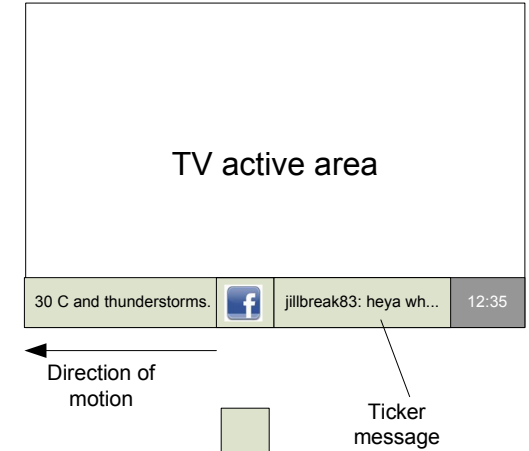 TV active area
30 C and thunderstorms.
f
jillbreak83: heya wh...
12:35
Direction of
motion
Ticker
message